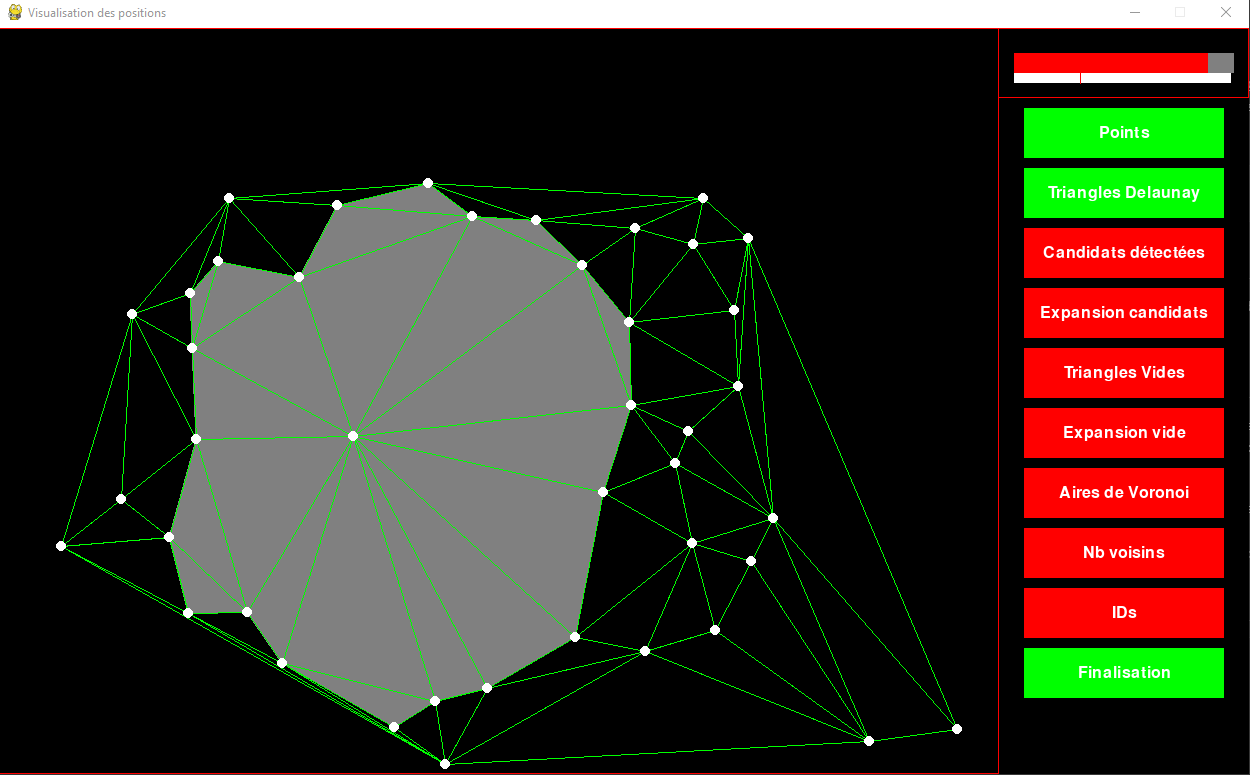 Visualisation des positions
Points
Triangles Delaunay
Candidats détectées
Expansion candidats
Triangles Vides
Expansion vide
Aires de Voronoi
Nb voisins
IDs
Finalisation